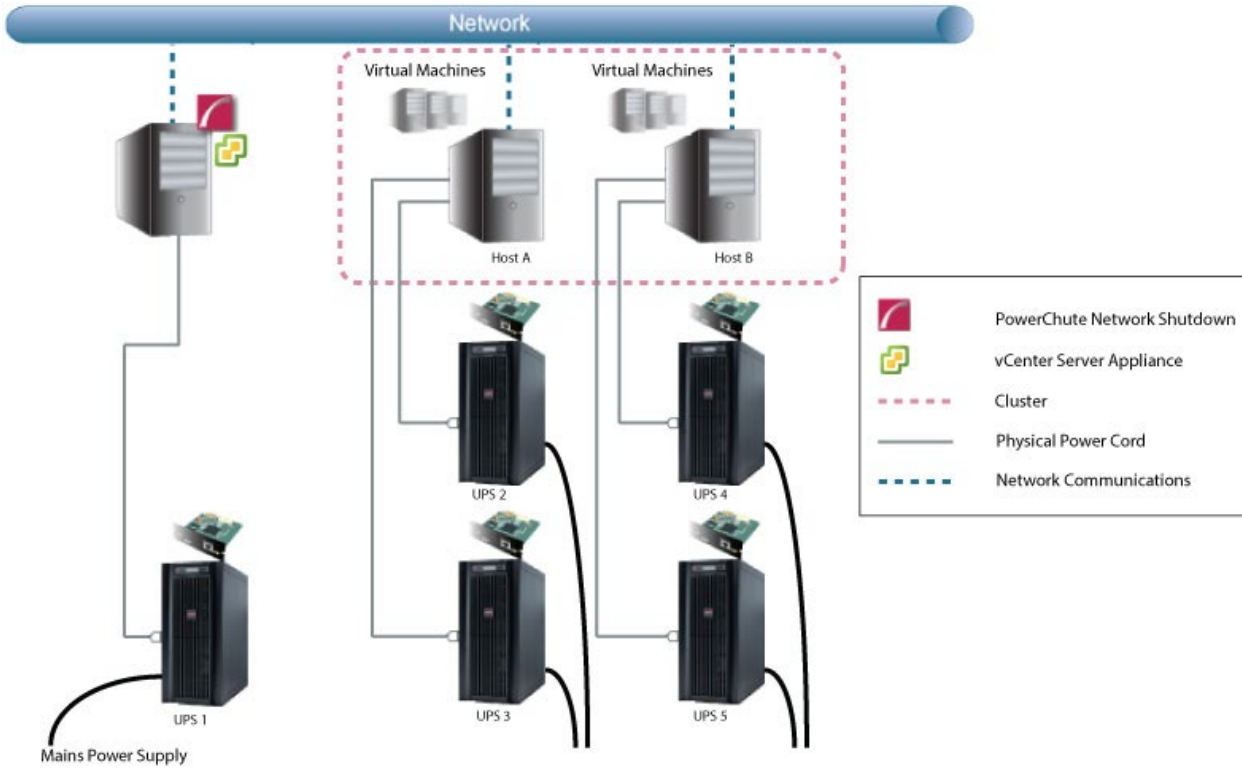 Network
Virtual Machines
Virtual Machines
Host A
Host B
PowerChute Network Shutdown
vCenter Server Appliance
Cluster
Physical Power Cord
Network Communications
UPS 2
UPS 4
UPS 1
UPS 3
UPS 5
Mains Power Supply